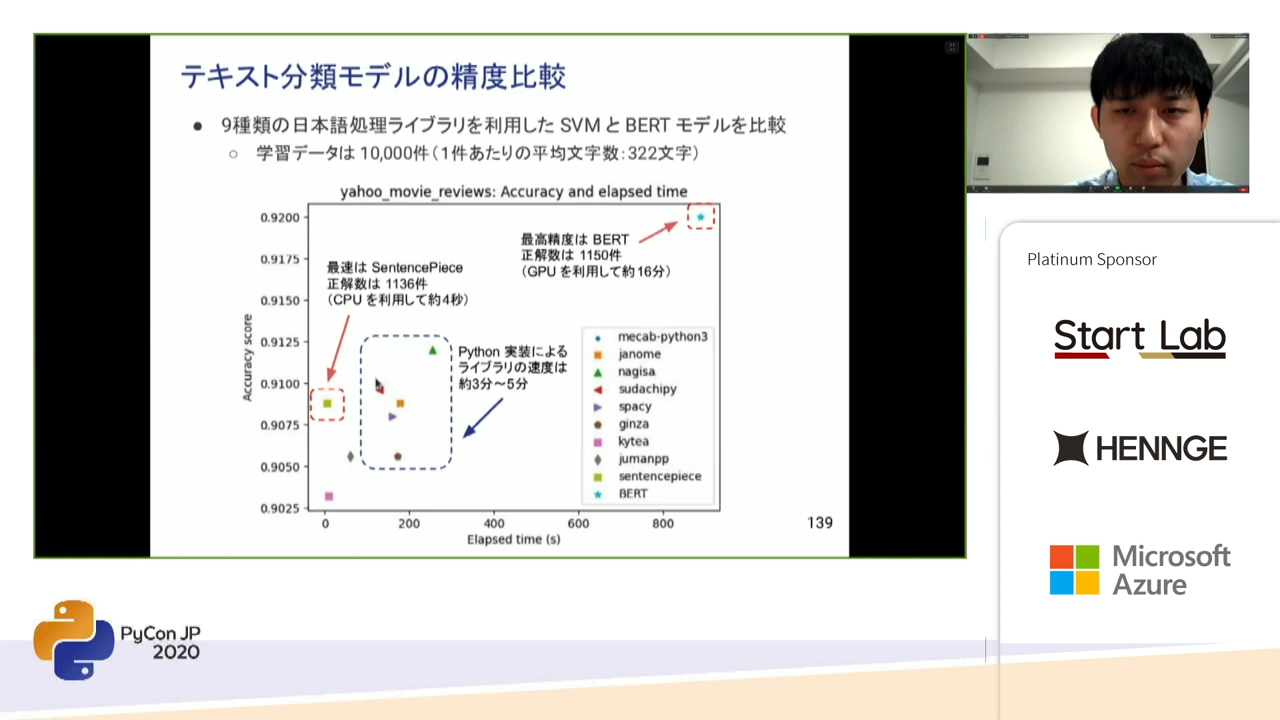 テキスト分類モデルの精度比較
● 9種類の日本語処理ライブラリを利用した SVM と BERT モデルを比較
○ 学習データは 10,000件(1件あたりの平均文字数:322文字)
yahoo_movie_reviews: Accuracy and elapsed time
0.9200
0.9175
0.9150
0.9125
0.9100
0.9075
0.9050
0.9025
Accuracy score
最速は SentencePiece
正解数は 1136件
(CPU を利用して約4秒)
最高精度は BERT
正解数は 1150件
(GPU を利用して約16分)
Python 実装による
ライブラリの速度は
約3分～5分
mecab-python3
janome
nagisa
sudachipy
spacy
ginza
kytea
jumanpp
sentencepiece
BERT
0 200 400 600 800
Elapsed time (s)
139
Platinum Sponsor
Start Lab
HENNGE
Microsoft
Azure
PyCon JP
2020